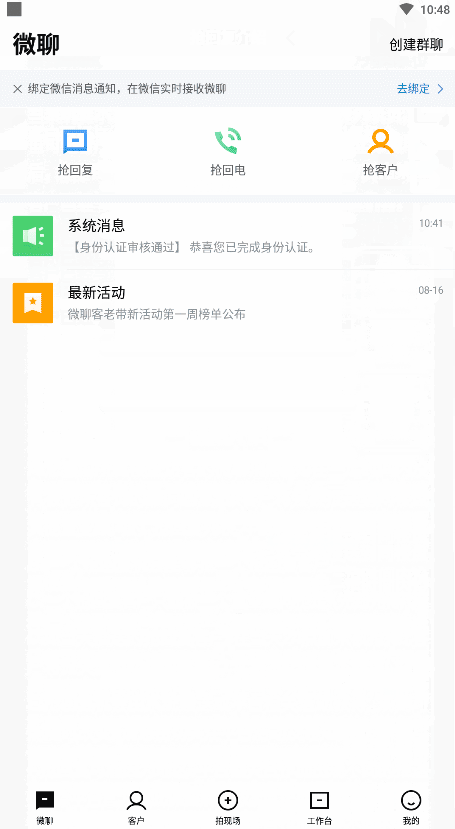 10:48
微聊
创建群聊
绑定微信消息通知，在微信实时接收微聊
去绑定
抢回复
抢回电
抢客户
系统消息
10:41
【身份认证审核通过】 恭喜您已完成身份认证。
最新活动
08-16
微聊客老带新活动第一周榜单公布
微聊
客户
拍现场
工作台
我的